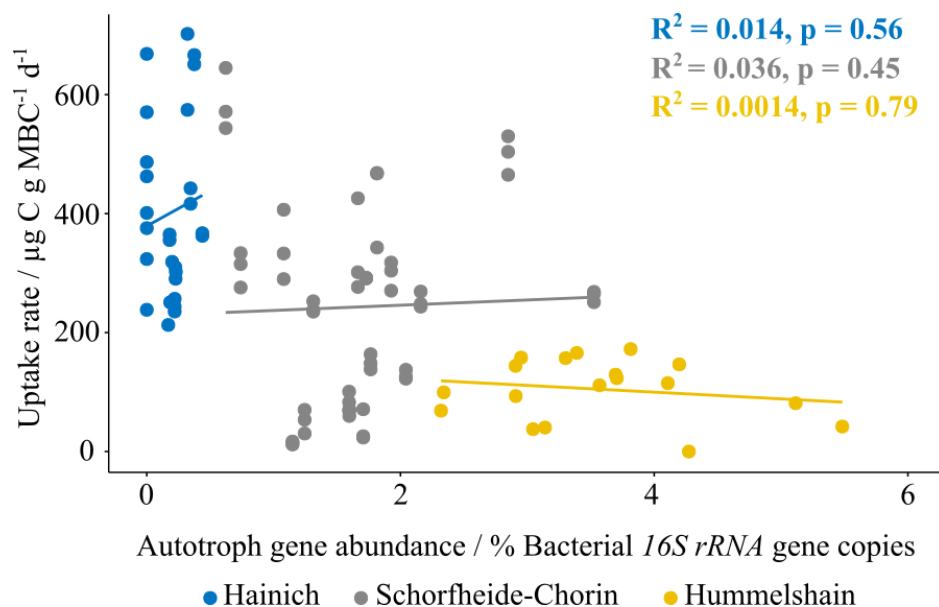 R² = 0.014, p = 0.56
R² = 0.036, p = 0.45
R² = 0.0014, p = 0.79
Uptake rate / µg C g MBC⁻¹ d⁻¹
600
400
200
0
0 2 4 6
Autotroph gene abundance / % Bacterial 16S rRNA gene copies
Hainich Schorfheide-Chorin Hummelshain